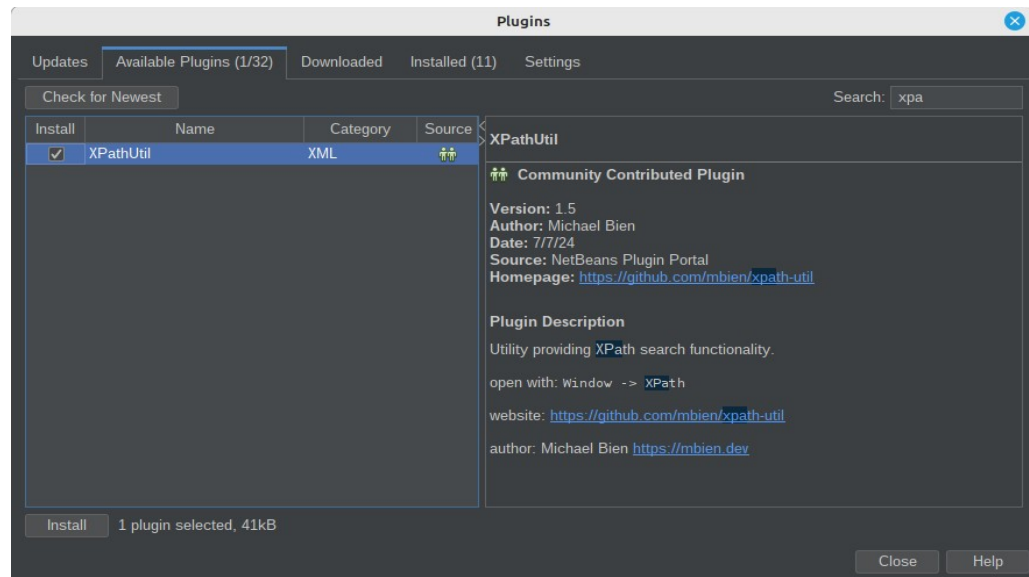 Plugins
Updates Available Plugins (1/32) Downloaded Installed (11) Settings
Check for Newest Search: xpa
Install Name Category Source
XPathUtil XML
XPathUtil
Community Contributed Plugin
Version: 1.5
Author: Michael Bien
Date: 7/7/24
Source: NetBeans Plugin Portal
Homepage: https://github.com/mbien/xpath-util
Plugin Description
Utility providing XPath search functionality.
open with: Window -> XPath
website: https://github.com/mbien/xpath-util
author: Michael Bien https://mbien.dev
Install 1 plugin selected, 41kB
Close Help